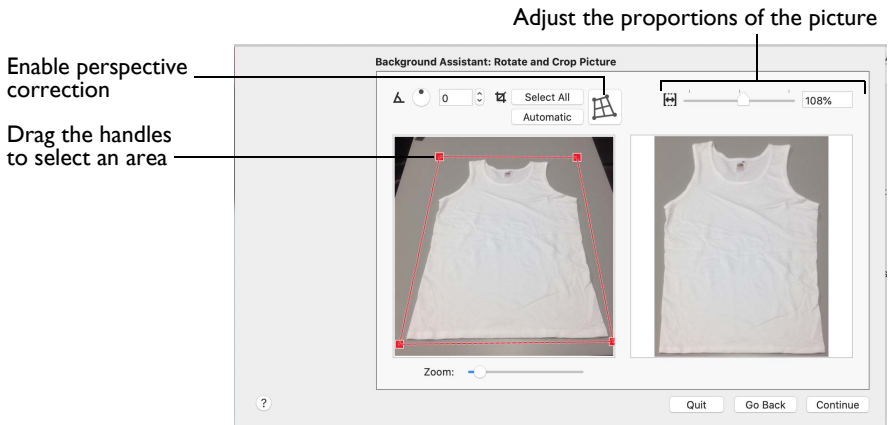 Adjust the proportions of the picture
Enable perspective
correction
Drag the handles
to select an area
Background Assistant: Rotate and Crop Picture
0
Select All
Automatic
108%
Zoom:
?
Quit
Go Back
Continue